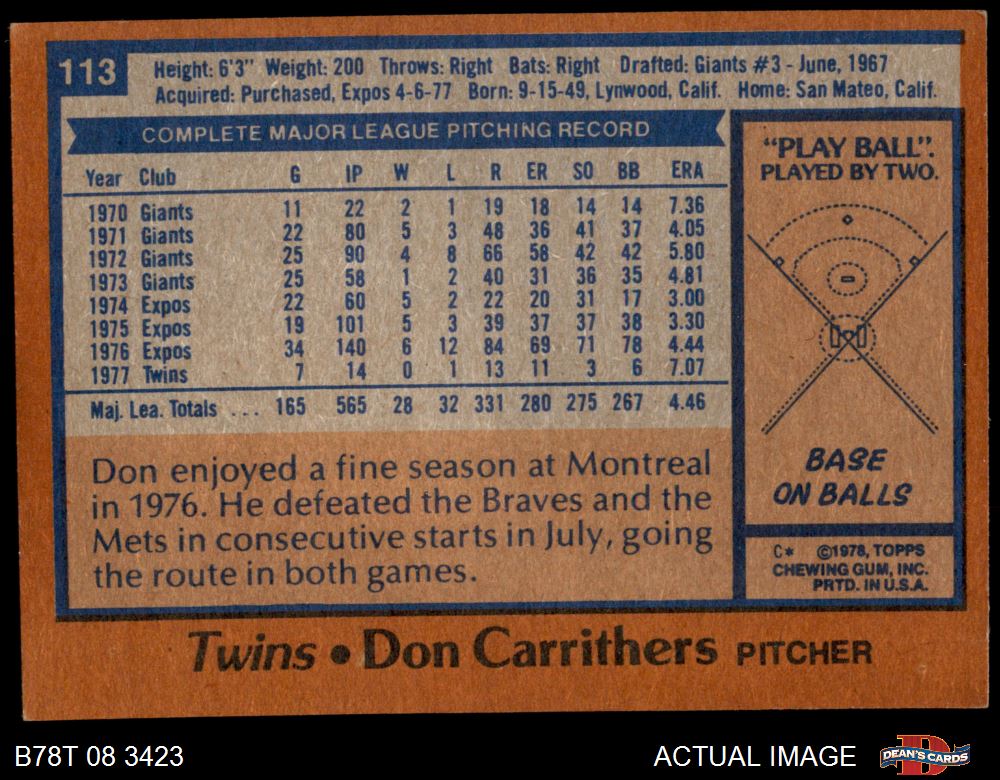 113
Height: 6'3" Weight: 200 Throws: Right Bats: Right Drafted: Giants #3 - June, 1967
Acquired: Purchased, Expos 4-6-77 Born: 9-15-49, Lynwood, Calif. Home: San Mateo, Calif.
COMPLETE MAJOR LEAGUE PITCHING RECORD
Year Club G IP W L R ER SO BB ERA
1970 Giants 11 22 2 1 19 18 14 14 7.36
1971 Giants 22 80 5 3 48 36 41 37 4.05
1972 Giants 25 90 4 8 66 58 42 42 5.80
1973 Giants 25 58 1 2 40 31 36 35 4.81
1974 Expos 22 60 5 2 22 20 31 17 3.00
1975 Expos 19 101 5 3 39 37 37 38 3.30
1976 Expos 34 140 6 12 84 69 71 78 4.44
1977 Twins 7 14 0 1 13 11 3 6 7.07
Maj. Lea. Totals ... 165 565 28 32 331 280 275 267 4.46
Don enjoyed a fine season at Montreal
in 1976. He defeated the Braves and the
Mets in consecutive starts in July, going
the route in both games.
"PLAY BALL".
PLAYED BY TWO.
BASE
ON BALLS
C* ©1978, TOPPS
CHEWING GUM, INC.
PRTD. IN U.S.A.
Twins • Don Carrithers PITCHER
B78T 08 3423
ACTUAL IMAGE
D
DEAN'S CARDS